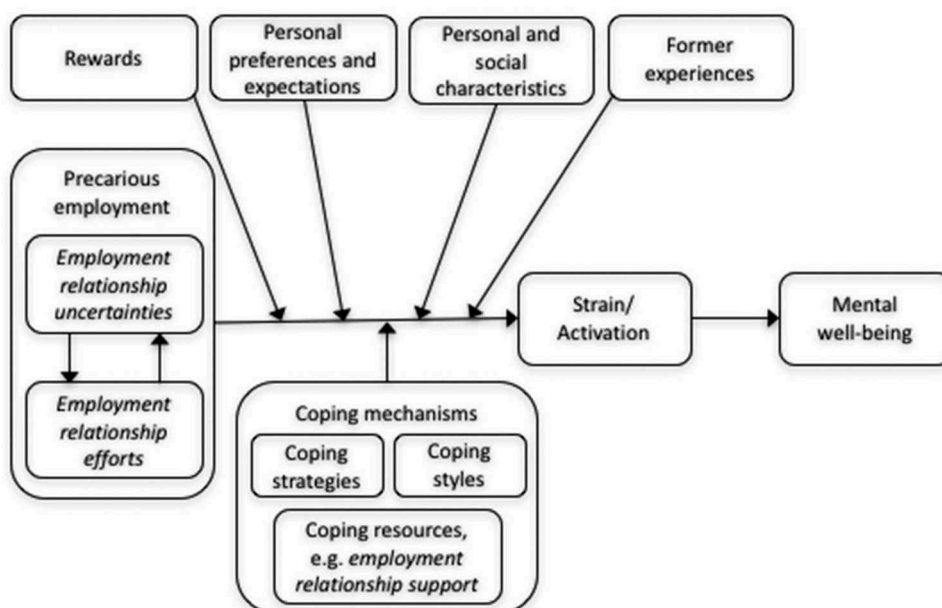 Rewards
Personal
preferences and
expectations
Personal and
social
characteristics
Former
experiences
Precarious
employment
Employment
relationship
uncertainties
Employment
relationship
efforts
Strain/
Activation
Mental
well-being
Coping mechanisms
Coping
strategies
Coping
styles
Coping resources,
e.g. employment
relationship support